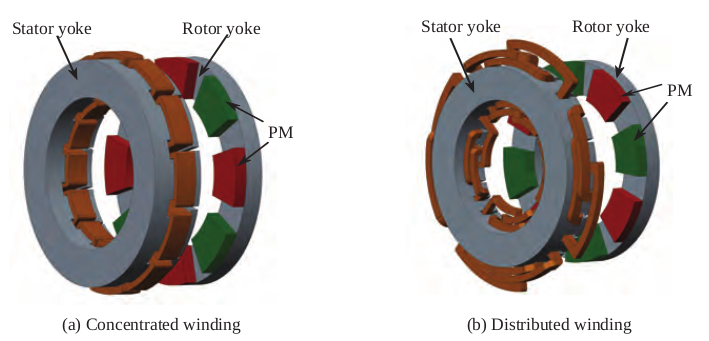 Stator yoke
Rotor yoke
PM
(a) Concentrated winding
Stator yoke
Rotor yoke
PM
(b) Distributed winding